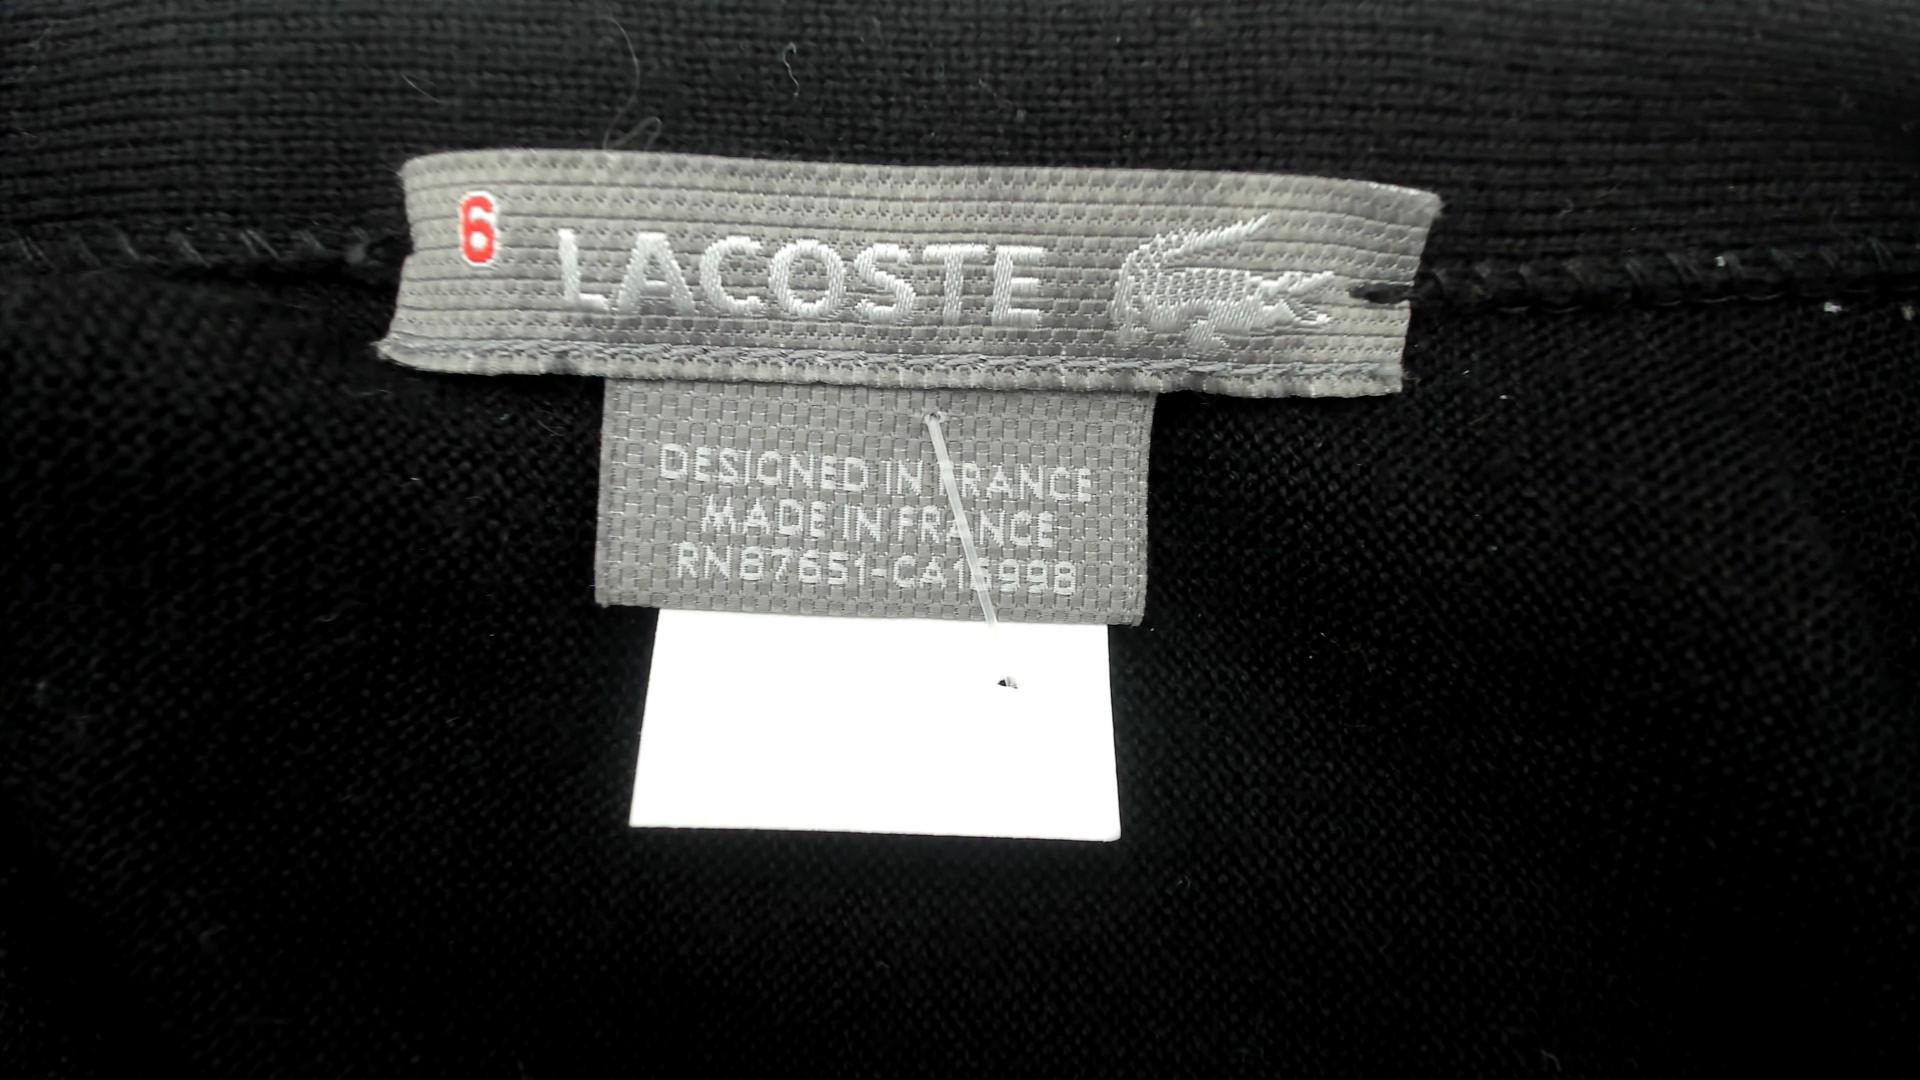 6 LACOSTE
DESIGNED IN FRANCE
MADE IN FRANCE
RN87651-CA15998